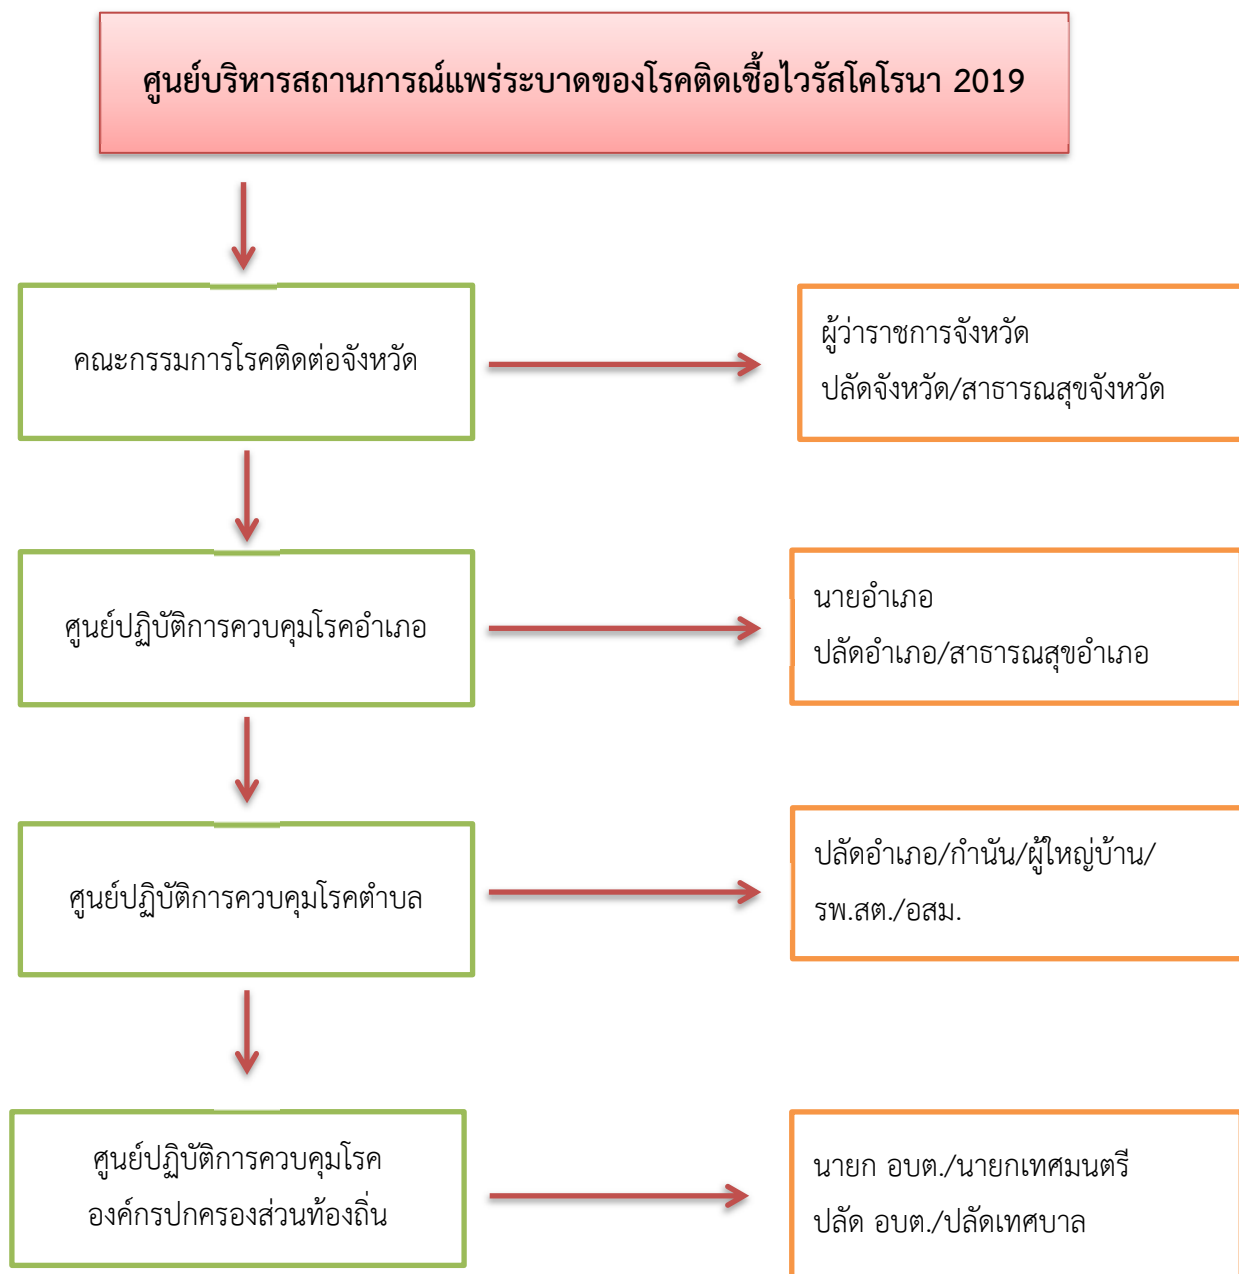 ศูนย์บริหารสถานการณ์แพร่ระบาดของโรคติดเชื้อไวรัสโคโรนา 2019
คณะกรรมการโรคติดต่อจังหวัด
ผู้ว่าราชการจังหวัด
ปลัดจังหวัด/สาธารณสุขจังหวัด
ศูนย์ปฏิบัติการควบคุมโรคอำเภอ
นายอำเภอ
ปลัดอำเภอ/สาธารณสุขอำเภอ
ศูนย์ปฏิบัติการควบคุมโรคตำบล
ปลัดอำเภอ/กำนัน/ผู้ใหญ่บ้าน/
รพ.สต./อสม.
ศูนย์ปฏิบัติการควบคุมโรค
องค์กรปกครองส่วนท้องถิ่น
นายก อบต./นายกเทศมนตรี
ปลัด อบต./ปลัดเทศบาล